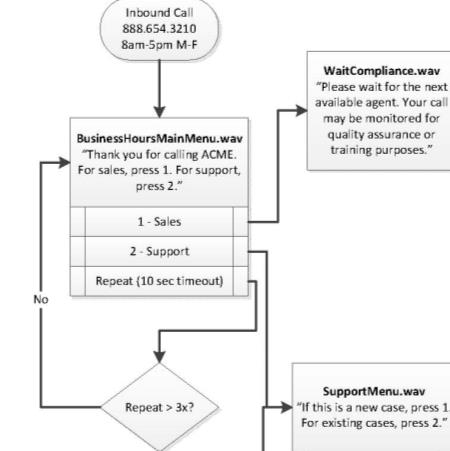 Inbound Call
888.654.3210
8am-5pm M-F
WaitCompliance.wav
"Please wait for the next
available agent. Your call
may be monitored for
quality assurance or
training purposes."
BusinessHoursMainMenu.wav
"Thank you for calling ACME.
For sales, press 1. For support,
press 2."
1 - Sales
2 - Support
Repeat (10 sec timeout)
No
Repeat > 3x?
SupportMenu.wav
"If this is a new case, press 1.
For existing cases, press 2."